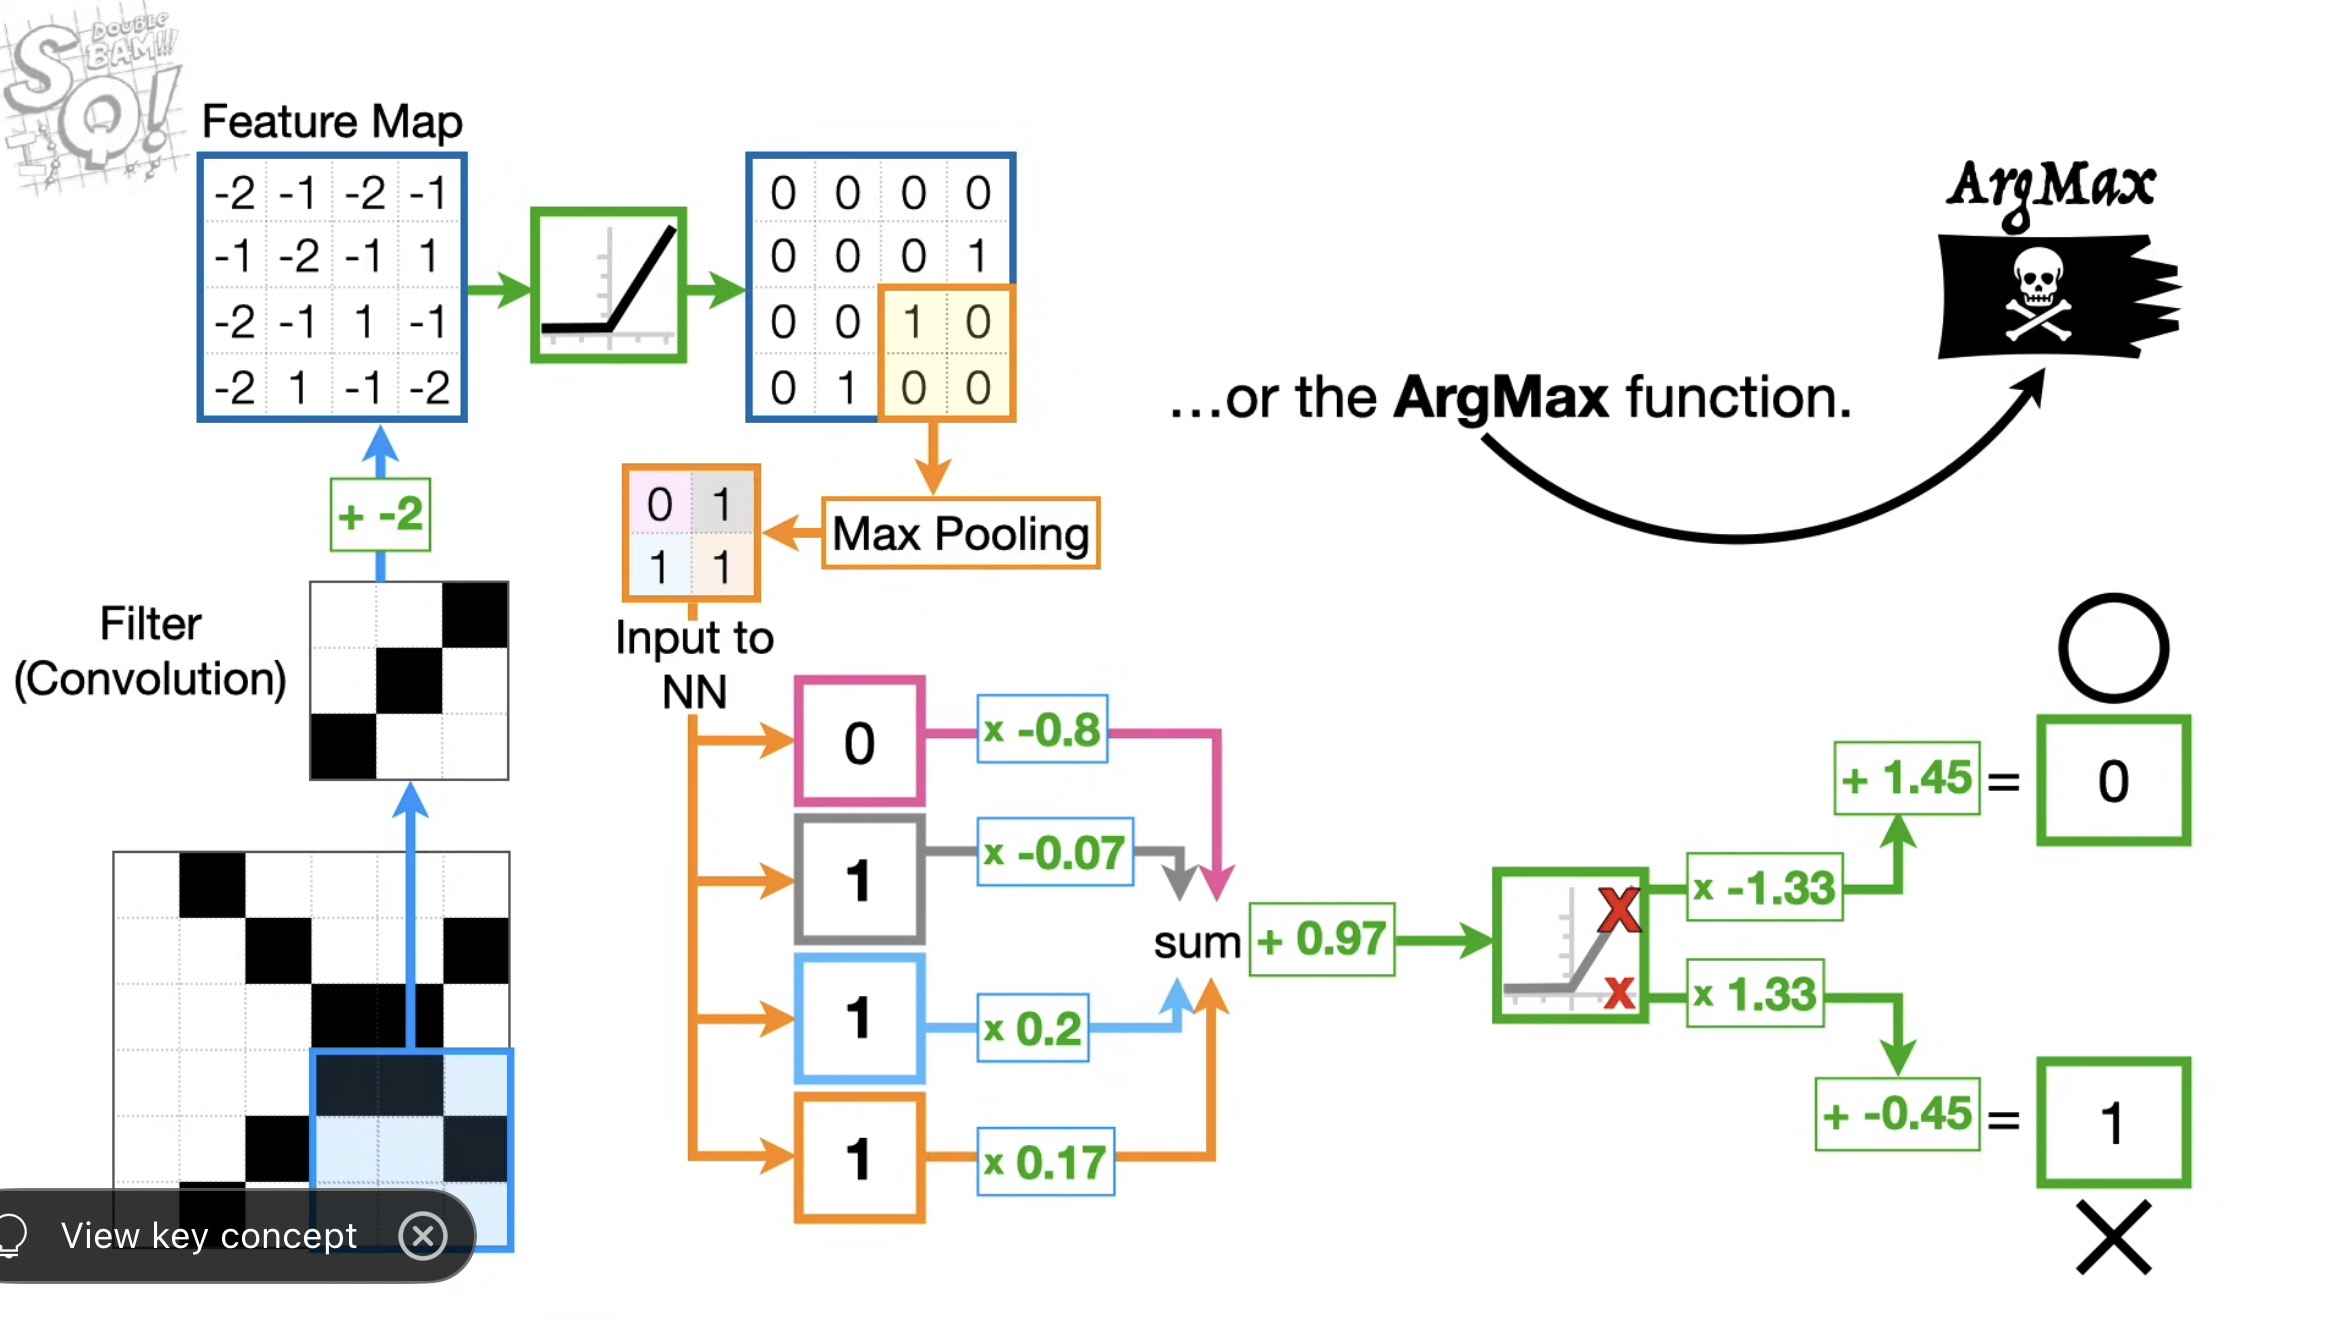 DOUBLE
BAM!!!
SQ!
Feature Map
-2 -1 -2 -1
-1 -2 -1 1
-2 -1 1 -1
-2 1 -1 -2
0 0 0 0
0 0 0 1
0 0 1 0
0 1 0 0
ArgMax
...or the ArgMax function.
+ -2
0 1
1 1
Max Pooling
Filter
(Convolution)
Input to
NN
0
x -0.8
1
x -0.07
1
x 0.2
1
x 0.17
sum
+ 0.97
x
x
x -1.33
+ 1.45
=
0
x 1.33
+ -0.45
=
1
View key concept